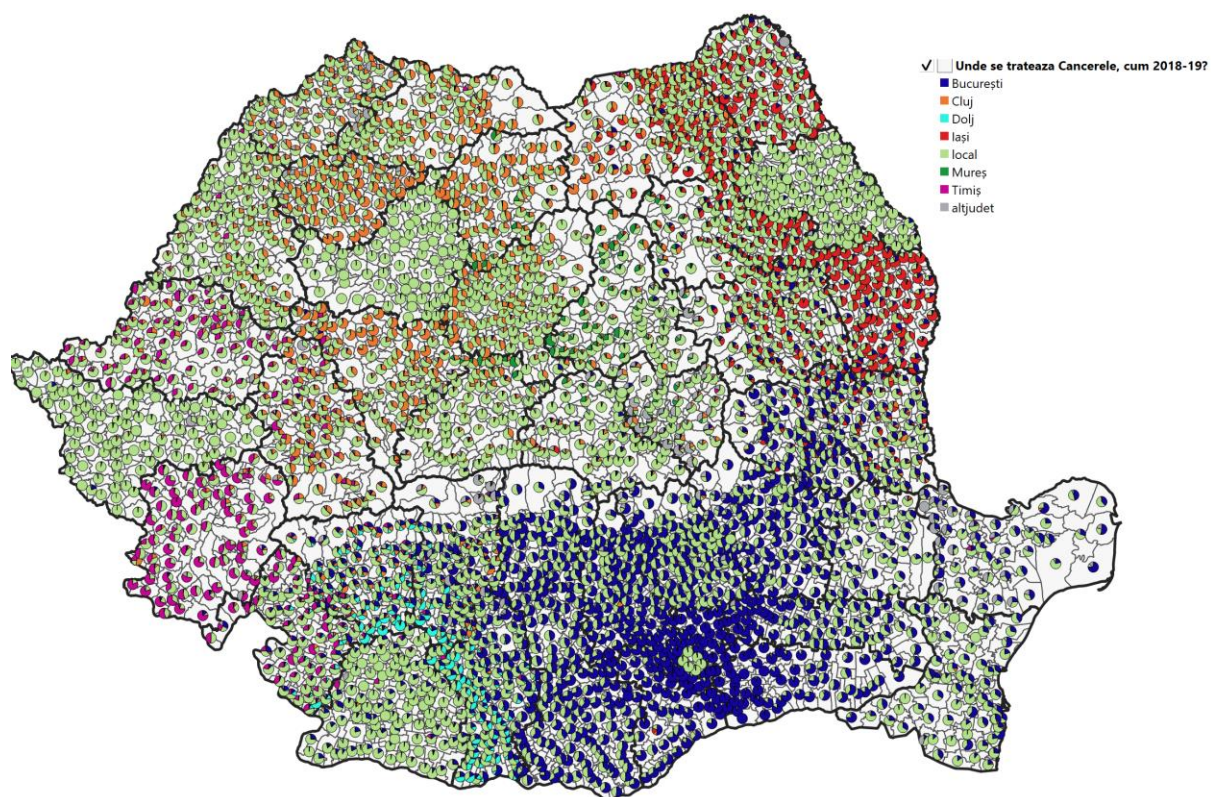 Unde se trateaza Cancerele, cum 2018-19?
București
Cluj
Dolj
Iași
local
Mureș
Timiș
altjudet